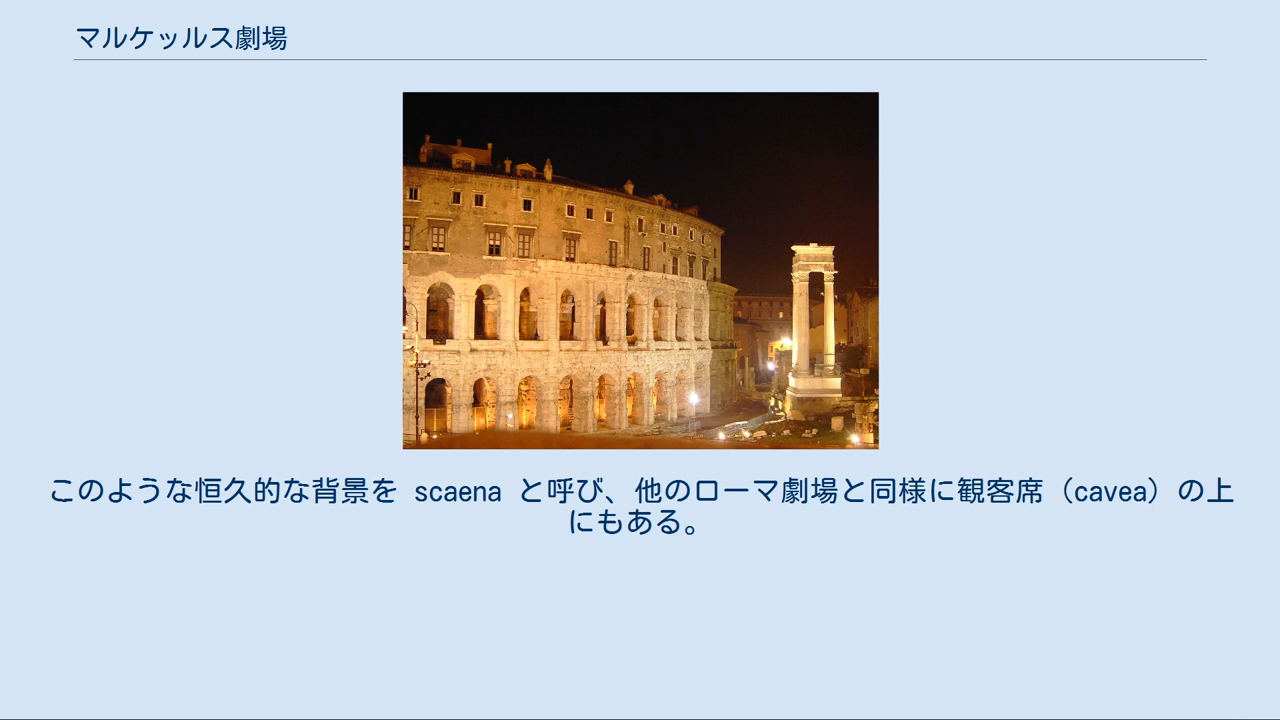 マルケッルス劇場
このような恒久的な背景を scaena と呼び、他のローマ劇場と同様に観客席（cavea）の上
にもある。